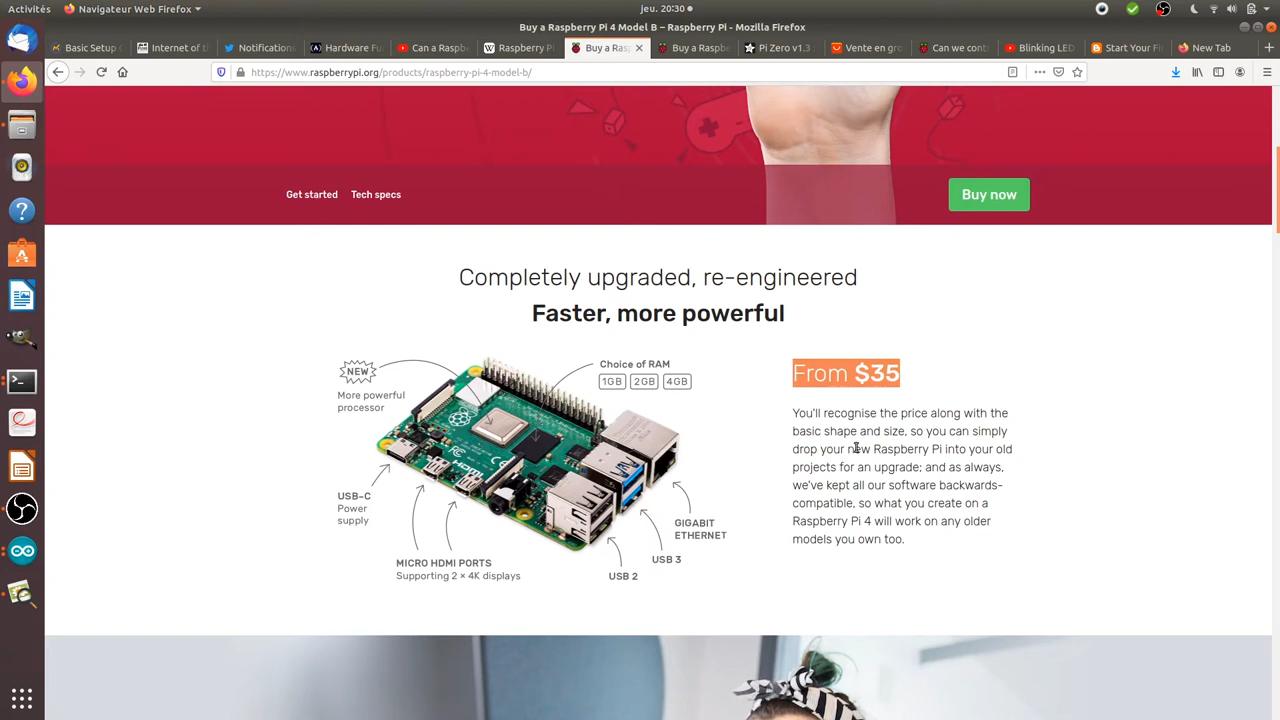 Activités
Navigateur Web Firefox
jeu. 20:30
Buy a Raspberry Pi 4 Model B – Raspberry Pi - Mozilla Firefox
Basic Setup
Internet of th
Notification
Hardware Fu
Can a Raspb
Raspberry Pi
Buy a Ras
Buy a Raspbe
Pi Zero v1.3
Vente en gro
Can we conti
Blinking LED
Start Your Fi
New Tab
https://www.raspberrypi.org/products/raspberry-pi-4-model-b/
Get started
Tech specs
Buy now
Completely upgraded, re-engineered
Faster, more powerful
NEW
More powerful
processor
Choice of RAM
1GB
2GB
4GB
HDMI
USB-C
Power
supply
MICRO HDMI PORTS
Supporting 2 × 4K displays
USB 2
USB 3
GIGABIT
ETHERNET
From $35
You'll recognise the price along with the
basic shape and size, so you can simply
drop your new Raspberry Pi into your old
projects for an upgrade; and as always,
we've kept all our software backwards-
compatible, so what you create on a
Raspberry Pi 4 will work on any older
models you own too.